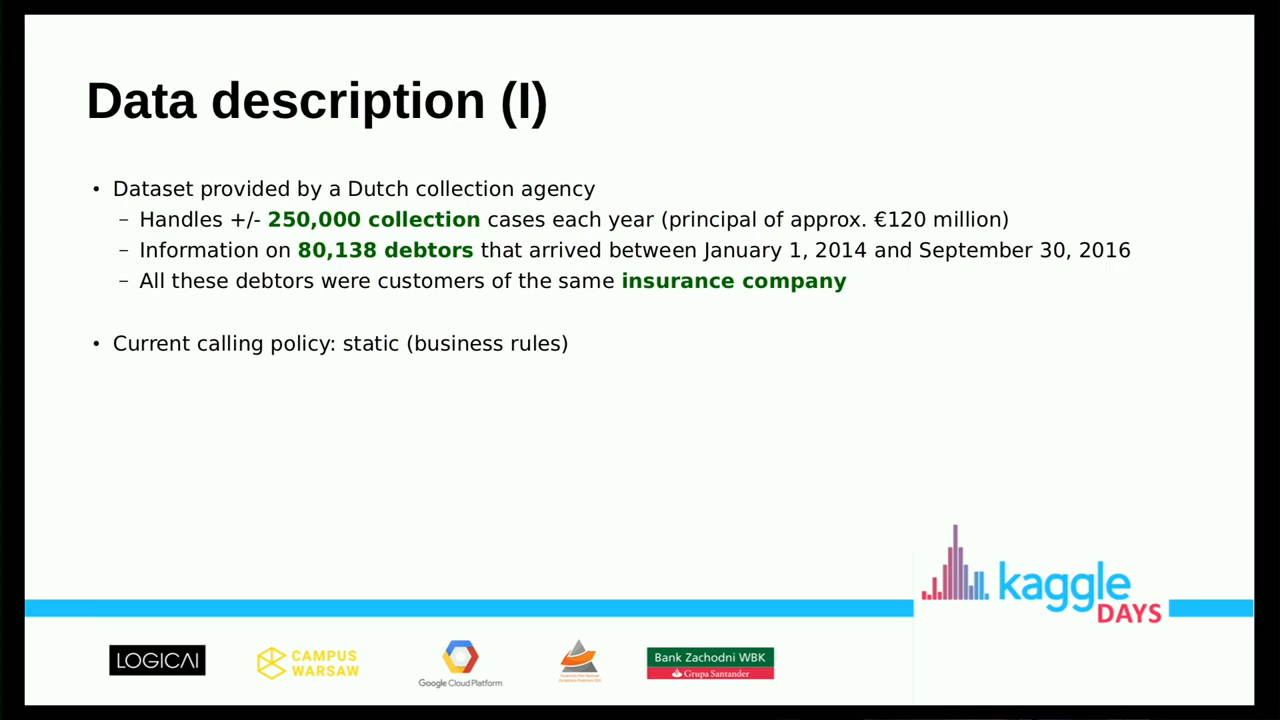 Data description (I)
• Dataset provided by a Dutch collection agency
– Handles +/- 250,000 collection cases each year (principal of approx. €120 million)
– Information on 80,138 debtors that arrived between January 1, 2014 and September 30, 2016
– All these debtors were customers of the same insurance company
• Current calling policy: static (business rules)
kaggle
DAYS
LOGICAI
CAMPUS
WARSAW
Google Cloud Platform
Bank Zachodni WBK
Grupa Santander